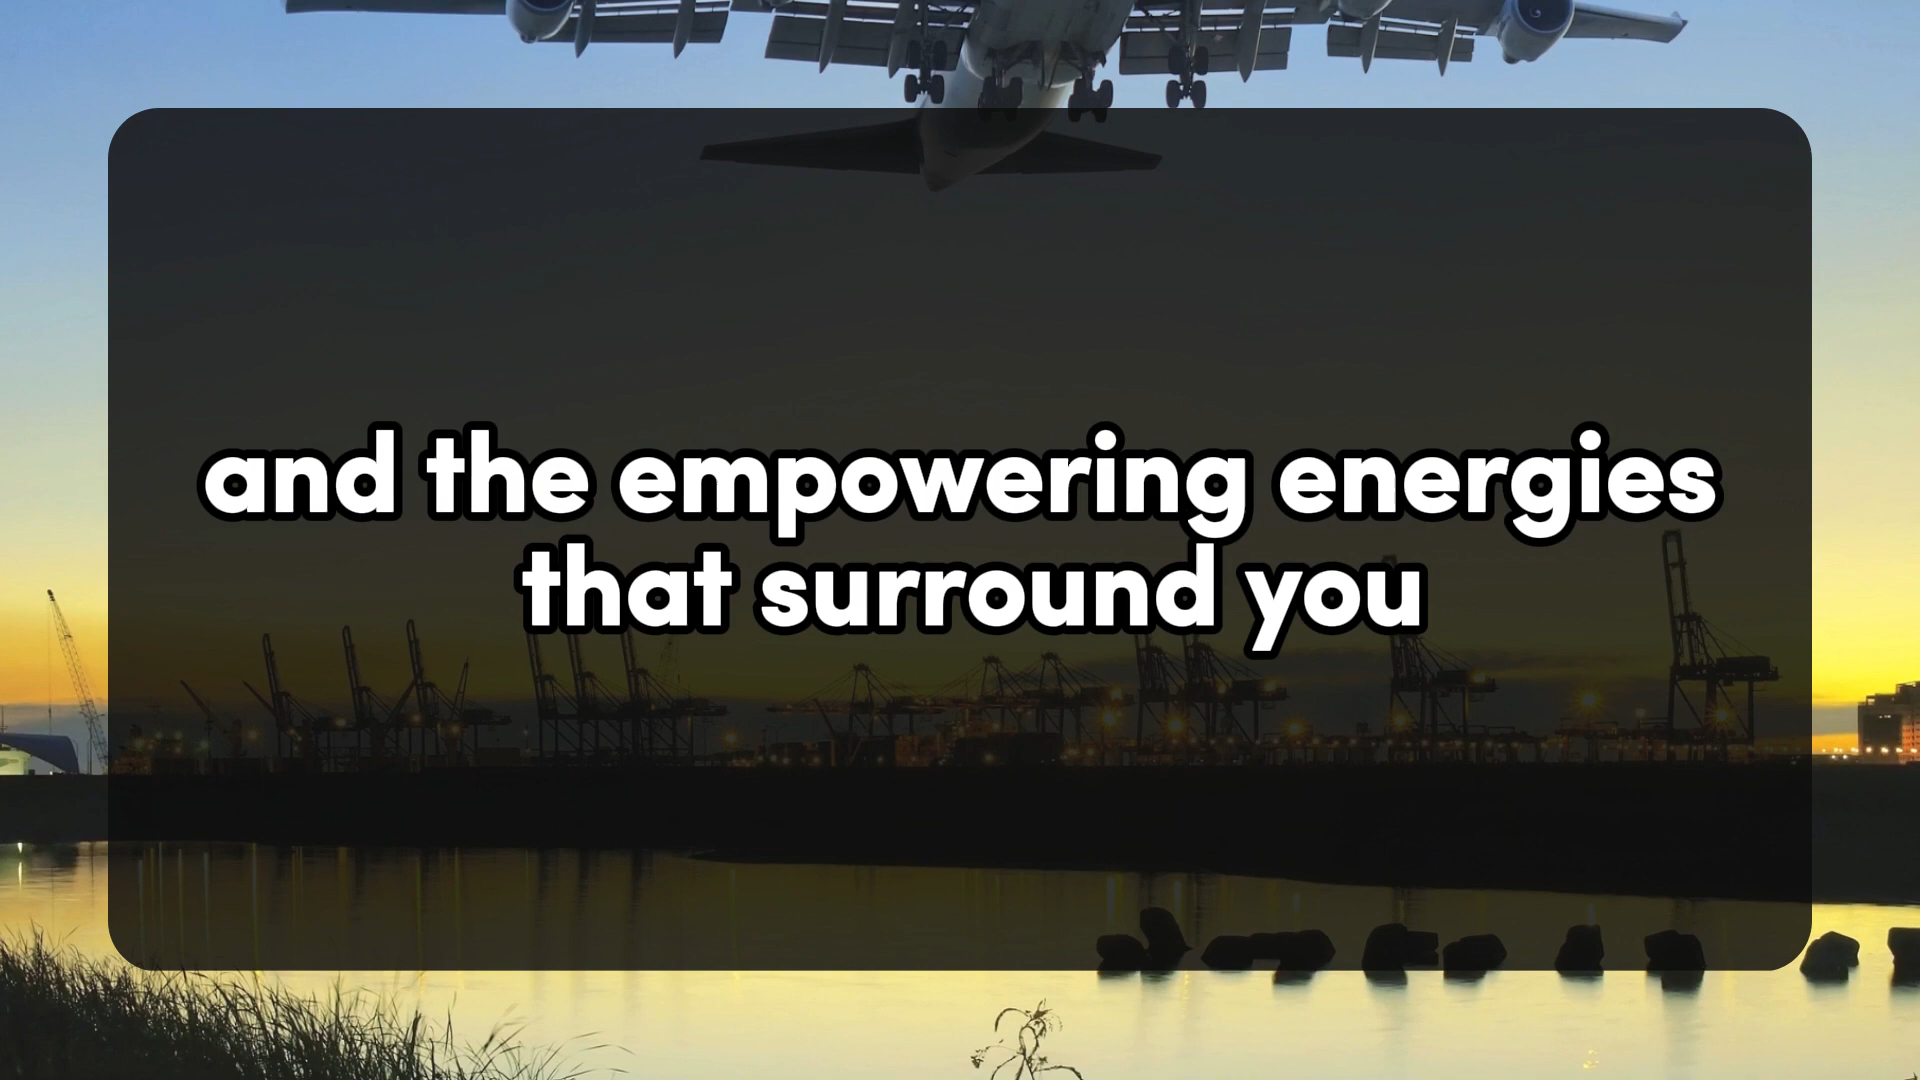 and the empowering energies
that surround you